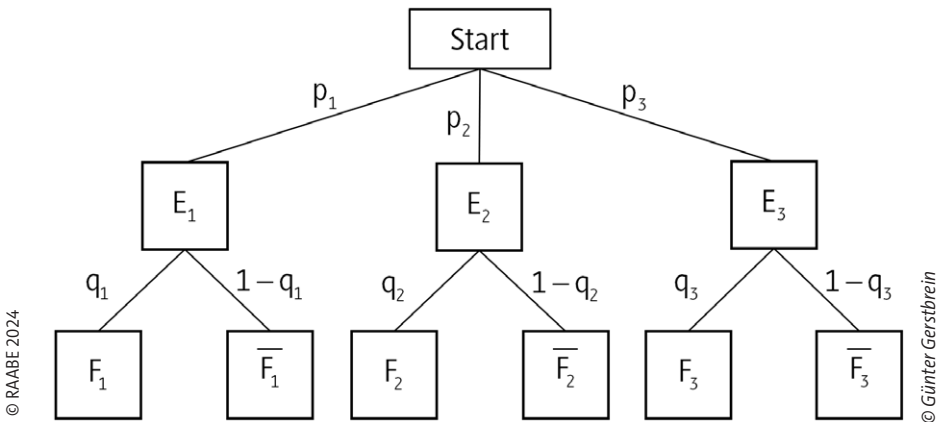 Start
p₁
p₂
p₃
E₁
E₂
E₃
q₁
1−q₁
q₂
1−q₂
q₃
1−q₃
F₁
F̅₁
F₂
F̅₂
F₃
F̅₃
© RAABE 2024
© Günter Gerstbrein